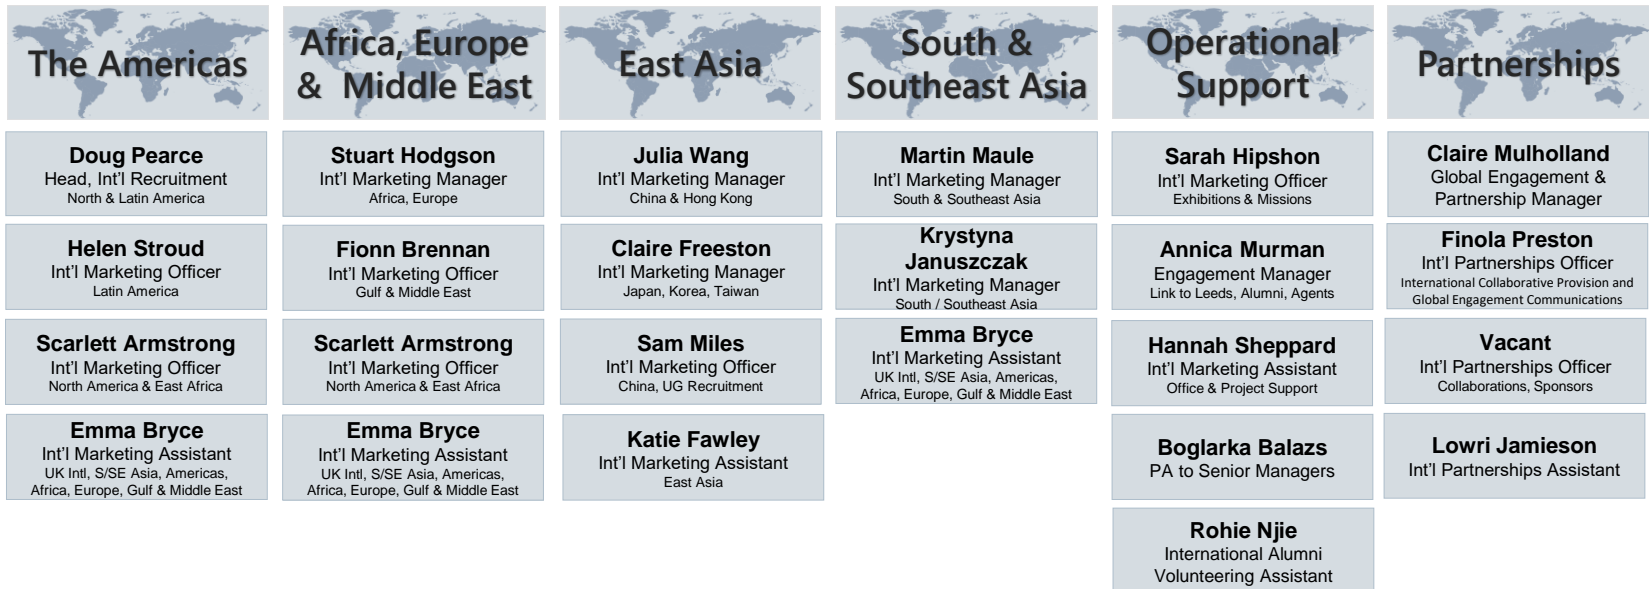 The Americas
Doug Pearce
Head, Int'l Recruitment
North & Latin America
Helen Stroud
Int'l Marketing Officer
Latin America
Scarlett Armstrong
Int'l Marketing Officer
North America & East Africa
Emma Bryce
Int'l Marketing Assistant
UK Intl, S/SE Asia, Americas,
Africa, Europe, Gulf & Middle East
Africa, Europe
& Middle East
Stuart Hodgson
Int'l Marketing Manager
Africa, Europe
Fionn Brennan
Int'l Marketing Officer
Gulf & Middle East
Scarlett Armstrong
Int'l Marketing Officer
North America & East Africa
Emma Bryce
Int'l Marketing Assistant
UK Intl, S/SE Asia, Americas,
Africa, Europe, Gulf & Middle East
East Asia
Julia Wang
Int'l Marketing Manager
China & Hong Kong
Claire Freeston
Int'l Marketing Manager
Japan, Korea, Taiwan
Sam Miles
Int'l Marketing Officer
China, UG Recruitment
Katie Fawley
Int'l Marketing Assistant
East Asia
South &
Southeast Asia
Martin Maule
Int'l Marketing Manager
South & Southeast Asia
Krystyna
Januszczak
Int'l Marketing Manager
South / Southeast Asia
Emma Bryce
Int'l Marketing Assistant
UK Intl, S/SE Asia, Americas,
Africa, Europe, Gulf & Middle East
Operational
Support
Sarah Hipshon
Int'l Marketing Officer
Exhibitions & Missions
Annica Murman
Engagement Manager
Link to Leeds, Alumni, Agents
Hannah Sheppard
Int'l Marketing Assistant
Office & Project Support
Boglarka Balazs
PA to Senior Managers
Rohie Njie
International Alumni
Volunteering Assistant
Partnerships
Claire Mulholland
Global Engagement &
Partnership Manager
Finola Preston
Int'l Partnerships Officer
International Collaborative Provision and
Global Engagement Communications
Vacant
Int'l Partnerships Officer
Collaborations, Sponsors
Lowri Jamieson
Int'l Partnerships Assistant